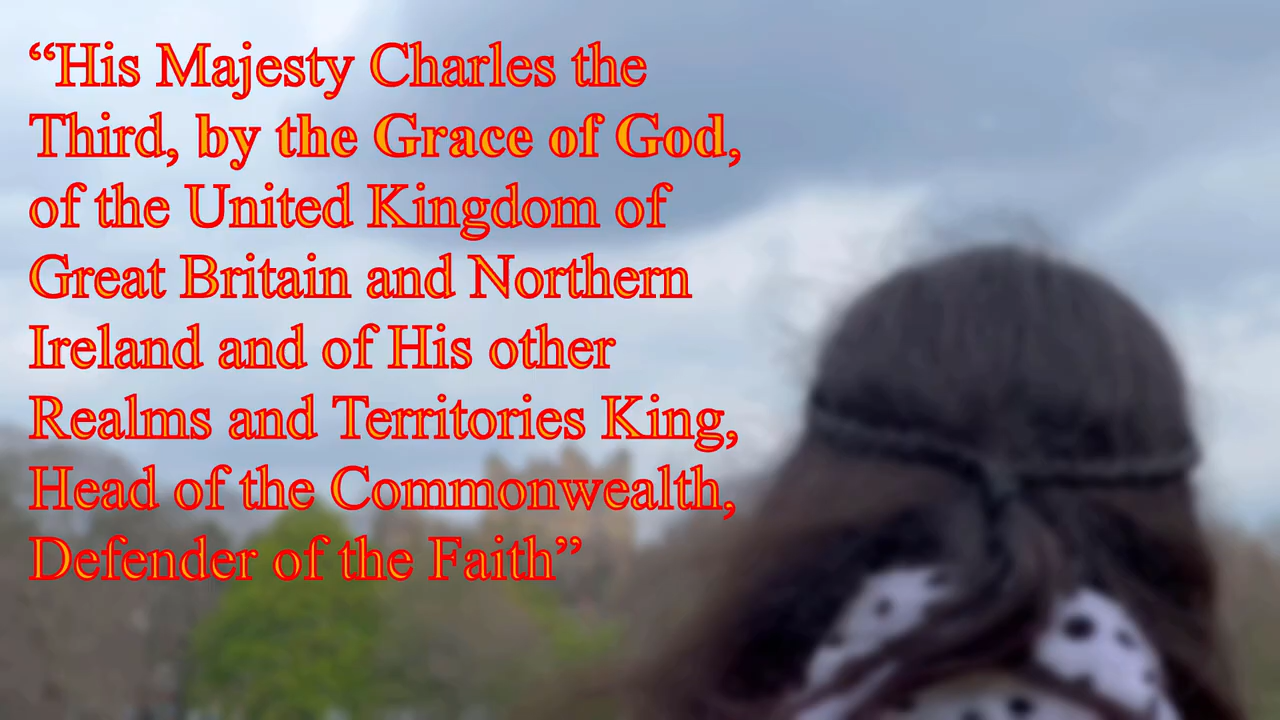 “His Majesty Charles the
Third, by the Grace of God,
of the United Kingdom of
Great Britain and Northern
Ireland and of His other
Realms and Territories King,
Head of the Commonwealth,
Defender of the Faith”